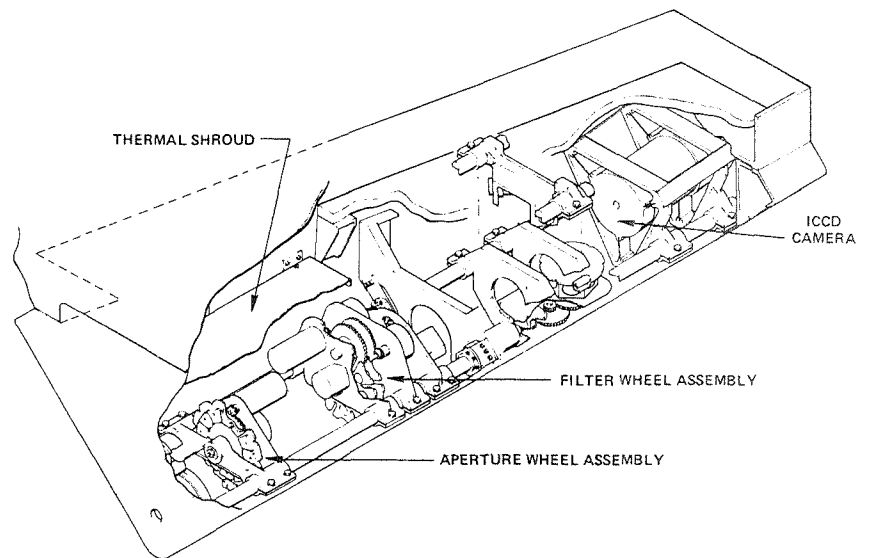 THERMAL SHROUD
ICCD
CAMERA
FILTER WHEEL ASSEMBLY
APERTURE WHEEL ASSEMBLY